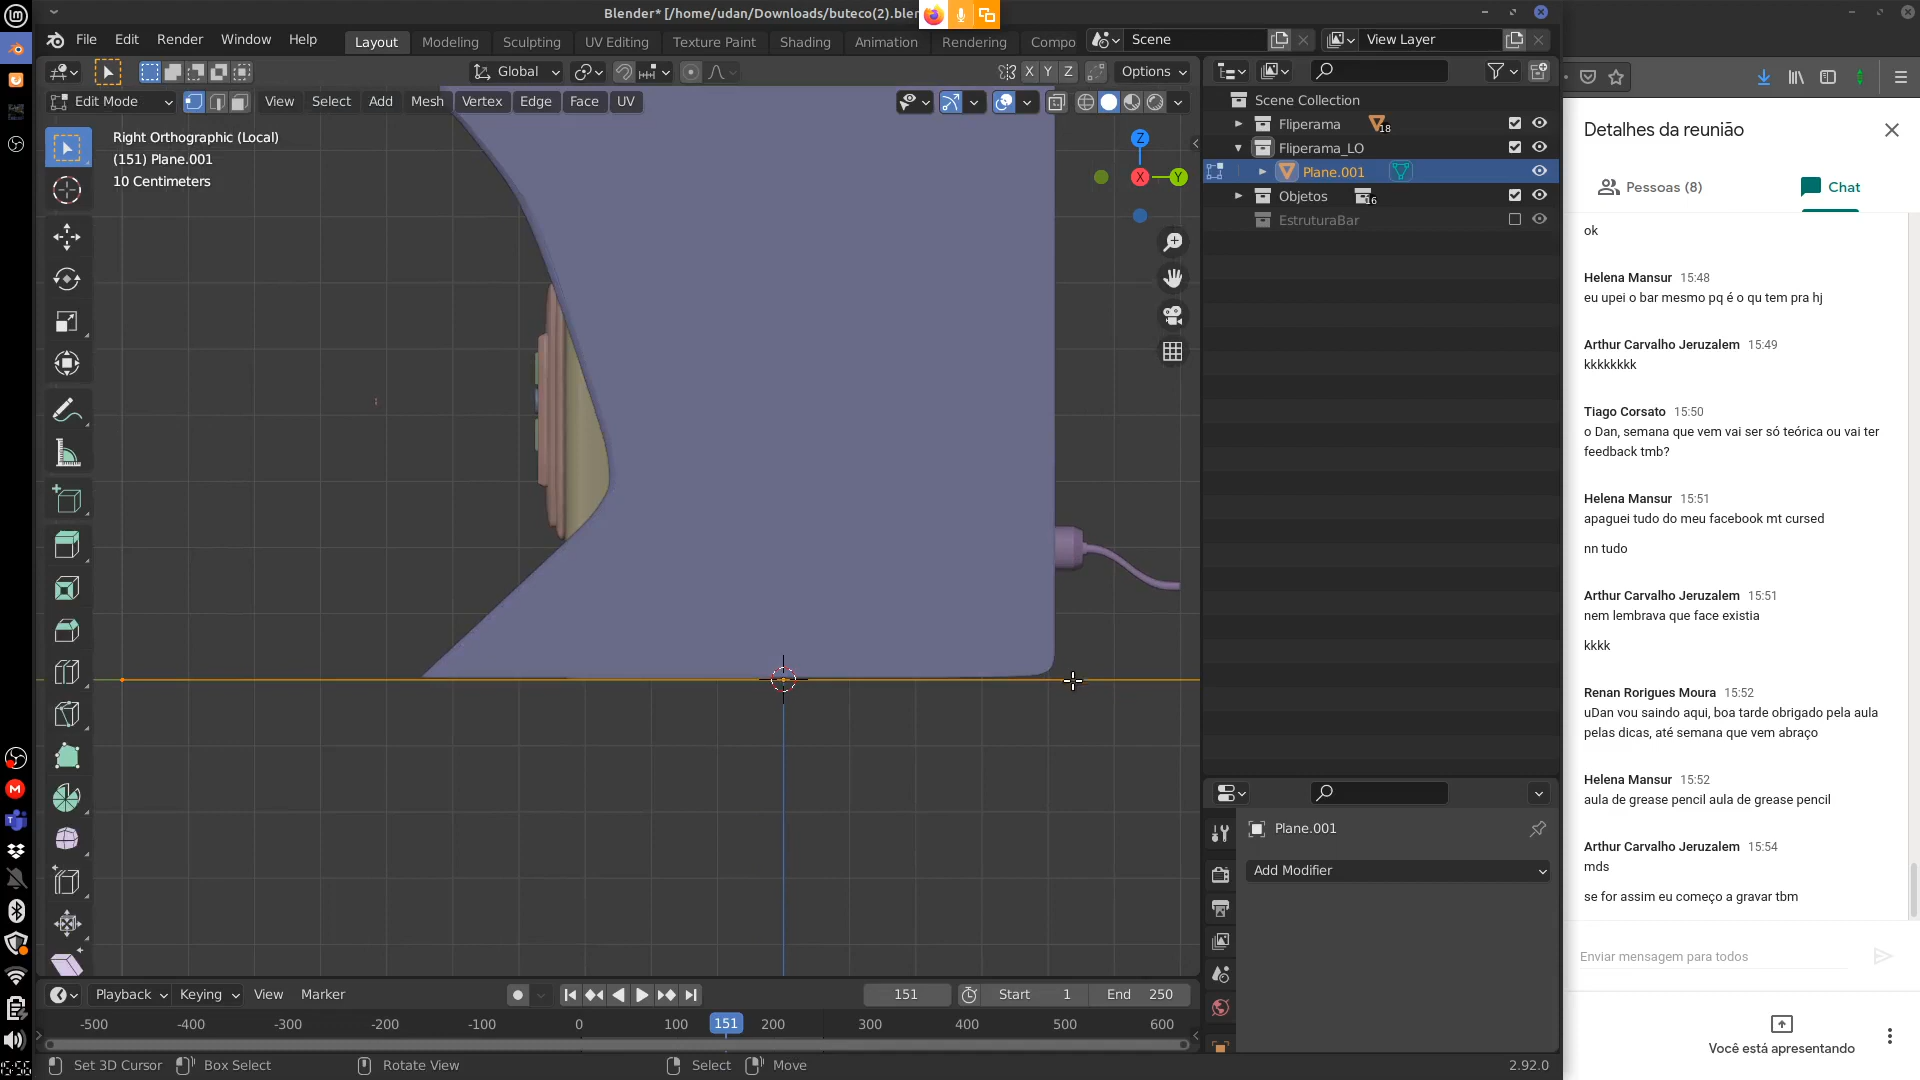 Blender* [/home/udan/Downloads/buteco(2).blen
File Edit Render Window Help
Layout Modeling Sculpting UV Editing Texture Paint Shading Animation Rendering Compo
Scene
View Layer
Global
X Y Z
Options
Edit Mode
View Select Add Mesh Vertex Edge Face UV
Right Orthographic (Local)
(151) Plane.001
10 Centimeters
Z
X
Y
Scene Collection
Fliperama
18
Fliperama_LO
Plane.001
Objetos
16
EstruturaBar
Plane.001
Add Modifier
Playback Keying View Marker
151
Start 1
End 250
-500 -400 -300 -200 -100 0 100 151 200 300 400 500 600
Set 3D Cursor Box Select Rotate View Select Move 2.92.0
Detalhes da reunião
Pessoas (8)
Chat
ok
Helena Mansur 15:48
eu upei o bar mesmo pq é o qu tem pra hj
Arthur Carvalho Jeruzalem 15:49
kkkkkkkk
Tiago Corsato 15:50
o Dan, semana que vem vai ser só teórica ou vai ter
feedback tmb?
Helena Mansur 15:51
apaguei tudo do meu facebook mt cursed
nn tudo
Arthur Carvalho Jeruzalem 15:51
nem lembrava que face existia
kkkk
Renan Rorigues Moura 15:52
uDan vou saindo aqui, boa tarde obrigado pela aula
pelas dicas, até semana que vem abraço
Helena Mansur 15:52
aula de grease pencil aula de grease pencil
Arthur Carvalho Jeruzalem 15:54
mds
se for assim eu começo a gravar tbm
Enviar mensagem para todos
Você está apresentando